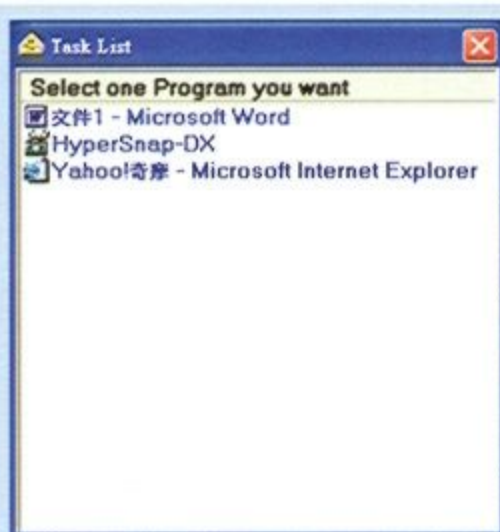 Task List
Select one Program you want
文件1 - Microsoft Word
HyperSnap-DX
Yahoo!奇摩 - Microsoft Internet Explorer